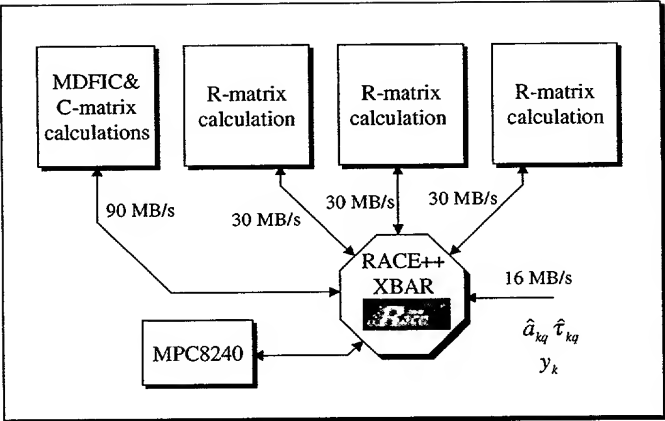 MDFIC&
C-matrix
calculations
R-matrix
calculation
R-matrix
calculation
R-matrix
calculation
90 MB/s
30 MB/s
30 MB/s
30 MB/s
RACE++
XBAR
Race
16 MB/s
MPC8240
â_kq τ̂_kq
y_k